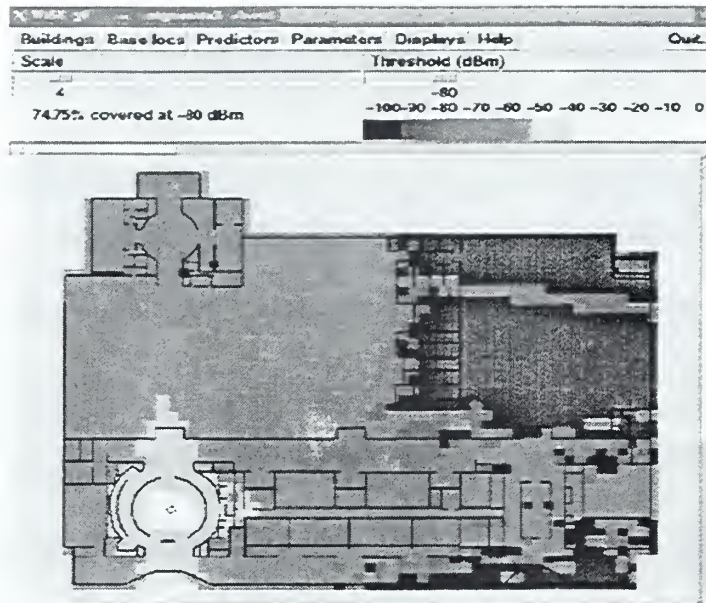 Buildings Base locs Predictors Parameters Displays Help Quit
Scale Threshold (dBm)
4 -80
74.75% covered at -80 dBm
-100-90 -80 -70 -60 -50 -40 -30 -20 -10 0